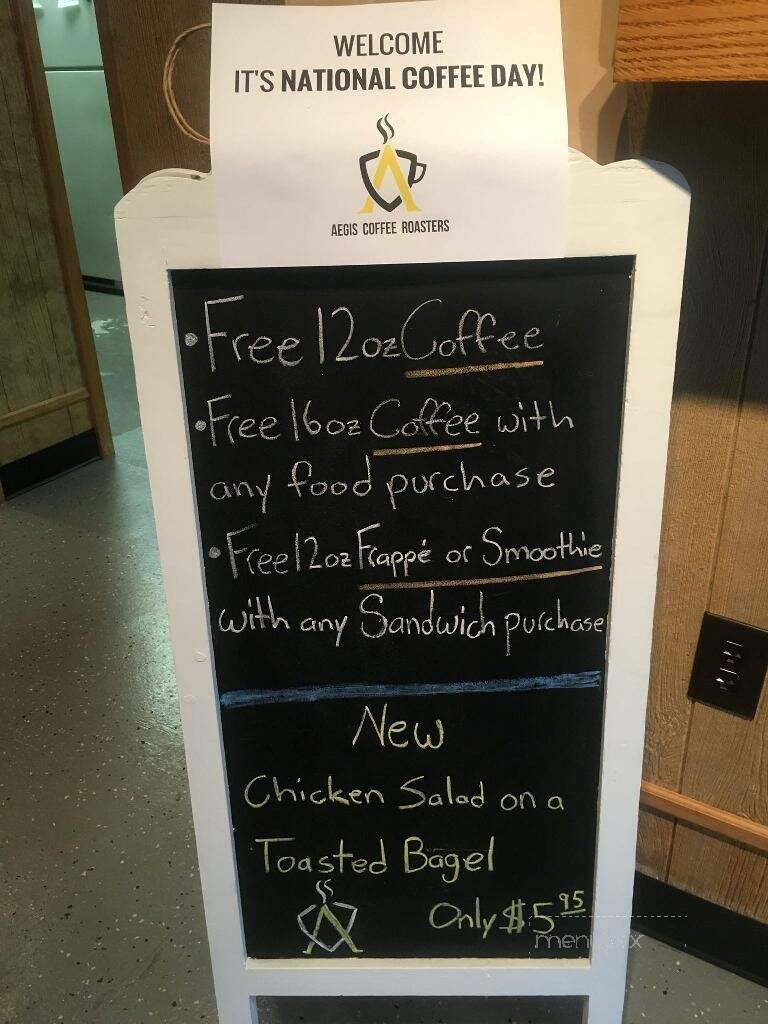 WELCOME
IT'S NATIONAL COFFEE DAY!
AEGIS COFFEE ROASTERS
• Free 12oz Coffee
• Free 16oz Coffee with
any food purchase
• Free 12oz Frappé or Smoothie
with any Sandwich purchase
New
Chicken Salad on a
Toasted Bagel
Only $5 95